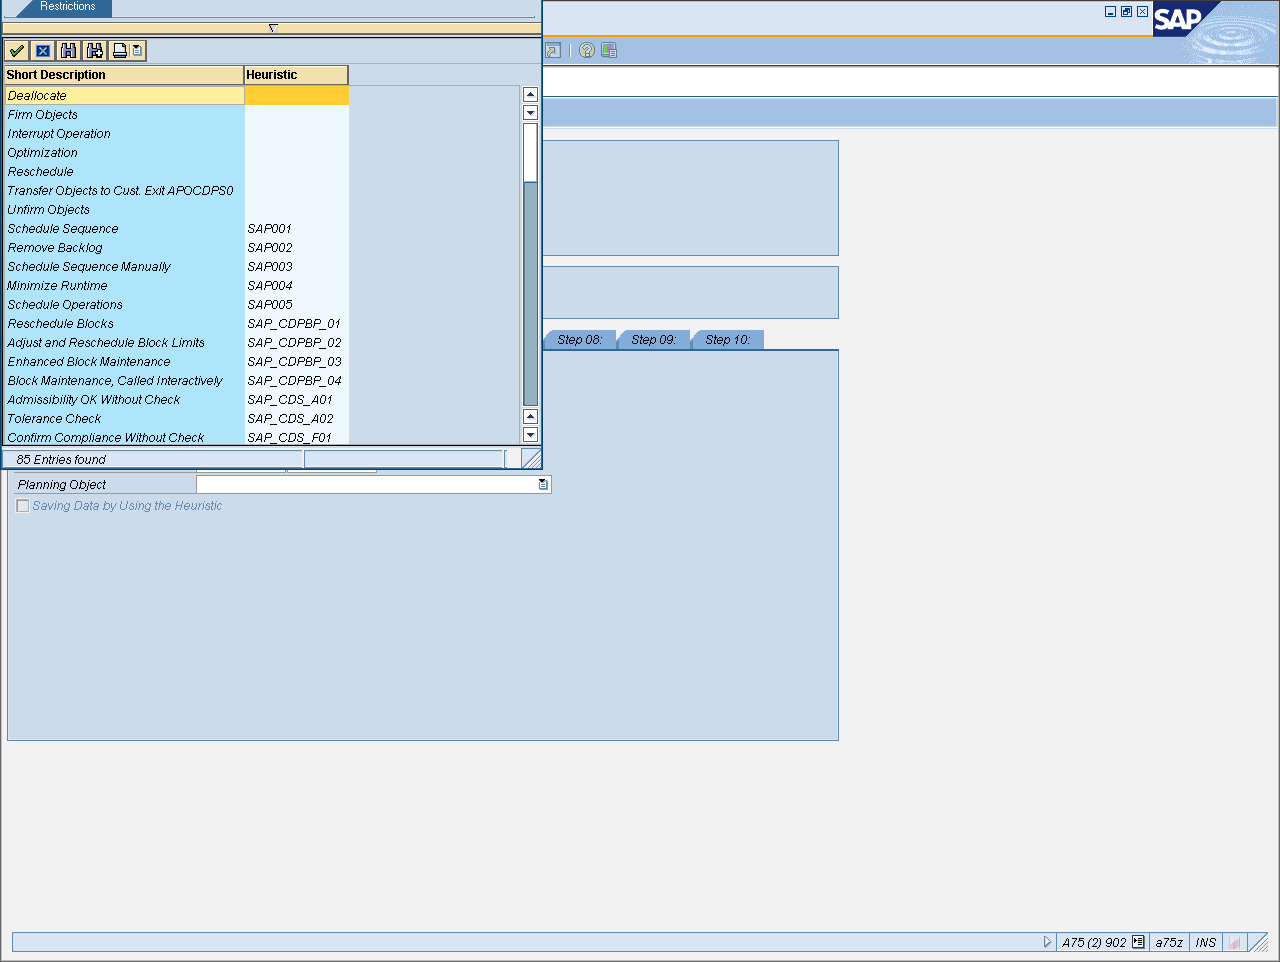 Restrictions
SAP
Short Description Heuristic
Deallocate
Firm Objects
Interrupt Operation
Optimization
Reschedule
Transfer Objects to Cust. Exit APOCDPS0
Unfirm Objects
Schedule Sequence SAP001
Remove Backlog SAP002
Schedule Sequence Manually SAP003
Minimize Runtime SAP004
Schedule Operations SAP005
Reschedule Blocks SAP_CDPBP_01
Adjust and Reschedule Block Limits SAP_CDPBP_02
Enhanced Block Maintenance SAP_CDPBP_03
Block Maintenance, Called Interactively SAP_CDPBP_04
Admissibility OK Without Check SAP_CDS_A01
Tolerance Check SAP_CDS_A02
Confirm Compliance Without Check SAP_CDS_F01
85 Entries found
Step 08: Step 09: Step 10:
Planning Object
Saving Data by Using the Heuristic
A75 (2) 902 a75z INS